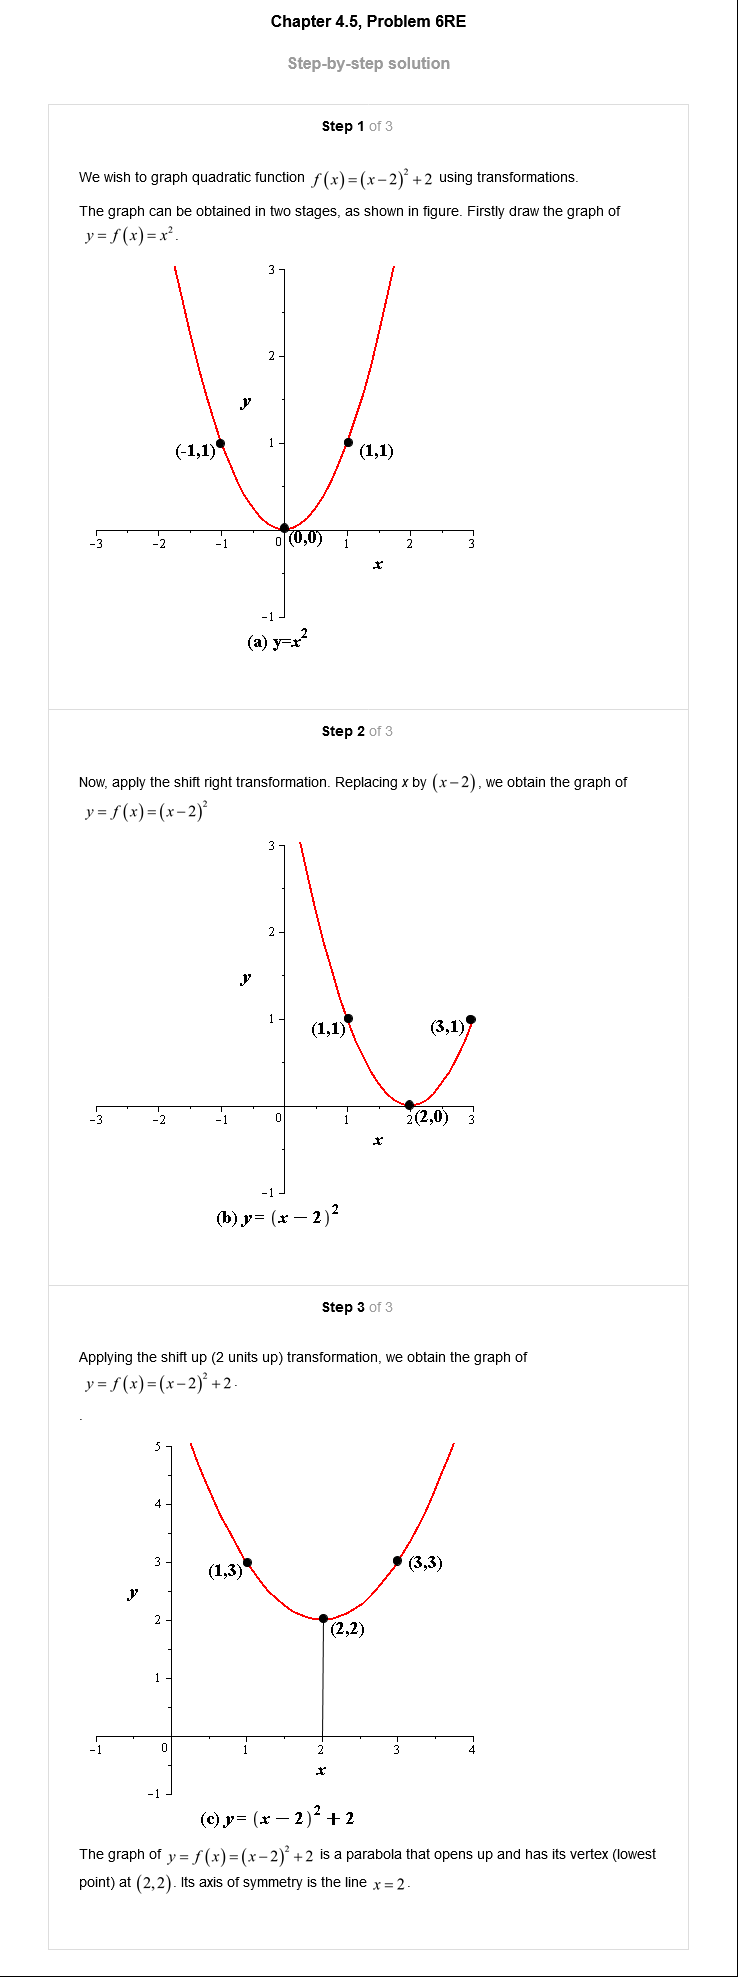 Chapter 4.5, Problem 6RE
Step-by-step solution
Step 1 of 3
We wish to graph quadratic function f(x)=(x−2)²+2 using transformations.
The graph can be obtained in two stages, as shown in figure. Firstly draw the graph of
y=f(x)=x².
3
2
y
1
(-1,1)
(1,1)
-3
-2
-1
0
(0,0)
1
2
3
x
-1
(a) y=x²
Step 2 of 3
Now, apply the shift right transformation. Replacing x by (x−2), we obtain the graph of
y=f(x)=(x−2)²
3
2
y
1
(1,1)
(3,1)
-3
-2
-1
0
1
2
(2,0)
3
x
-1
(b) y= (x − 2)²
Step 3 of 3
Applying the shift up (2 units up) transformation, we obtain the graph of
y=f(x)=(x−2)²+2.
.
5
4
3
(1,3)
(3,3)
y
2
(2,2)
1
-1
0
1
2
3
4
x
-1
(c) y= (x − 2)² + 2
The graph of y=f(x)=(x−2)²+2 is a parabola that opens up and has its vertex (lowest
point) at (2,2). Its axis of symmetry is the line x=2.